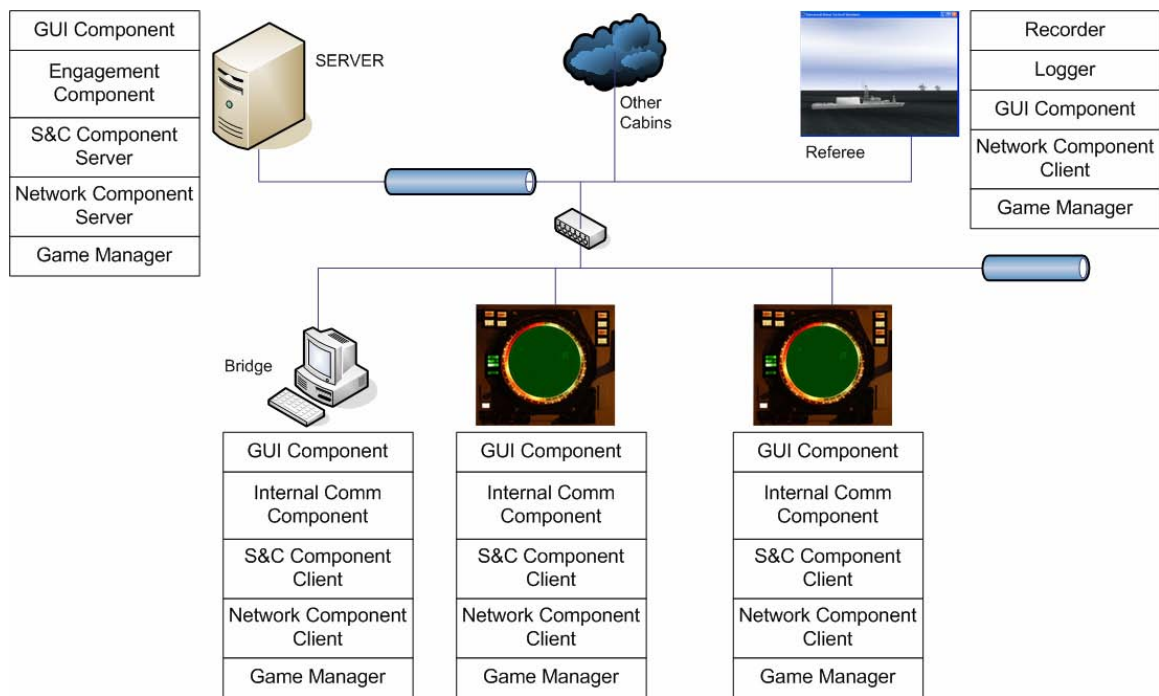 GUI Component
Engagement
Component
S&C Component
Server
Network Component
Server
Game Manager
SERVER
Other
Cabins
Referee
Recorder
Logger
GUI Component
Network Component
Client
Game Manager
Bridge
GUI Component
Internal Comm
Component
S&C Component
Client
Network Component
Client
Game Manager
GUI Component
Internal Comm
Component
S&C Component
Client
Network Component
Client
Game Manager
GUI Component
Internal Comm
Component
S&C Component
Client
Network Component
Client
Game Manager